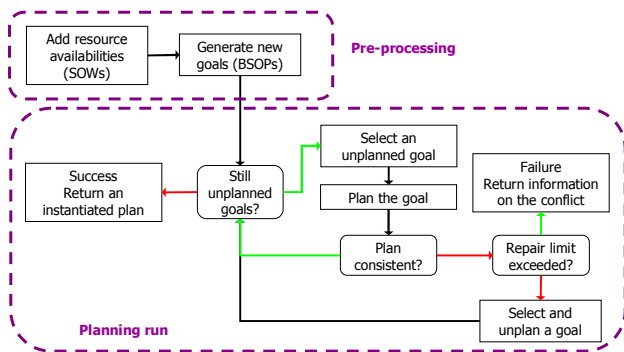 Add resource
availabilities
(SOWs)
Generate new
goals (BSOPs)
Pre-processing
Select an
unplanned goal
Success
Return an
instantiated plan
Still
unplanned
goals?
Failure
Return information
on the conflict
Plan the goal
Plan
consistent?
Repair limit
exceeded?
Select and
unplan a goal
Planning run